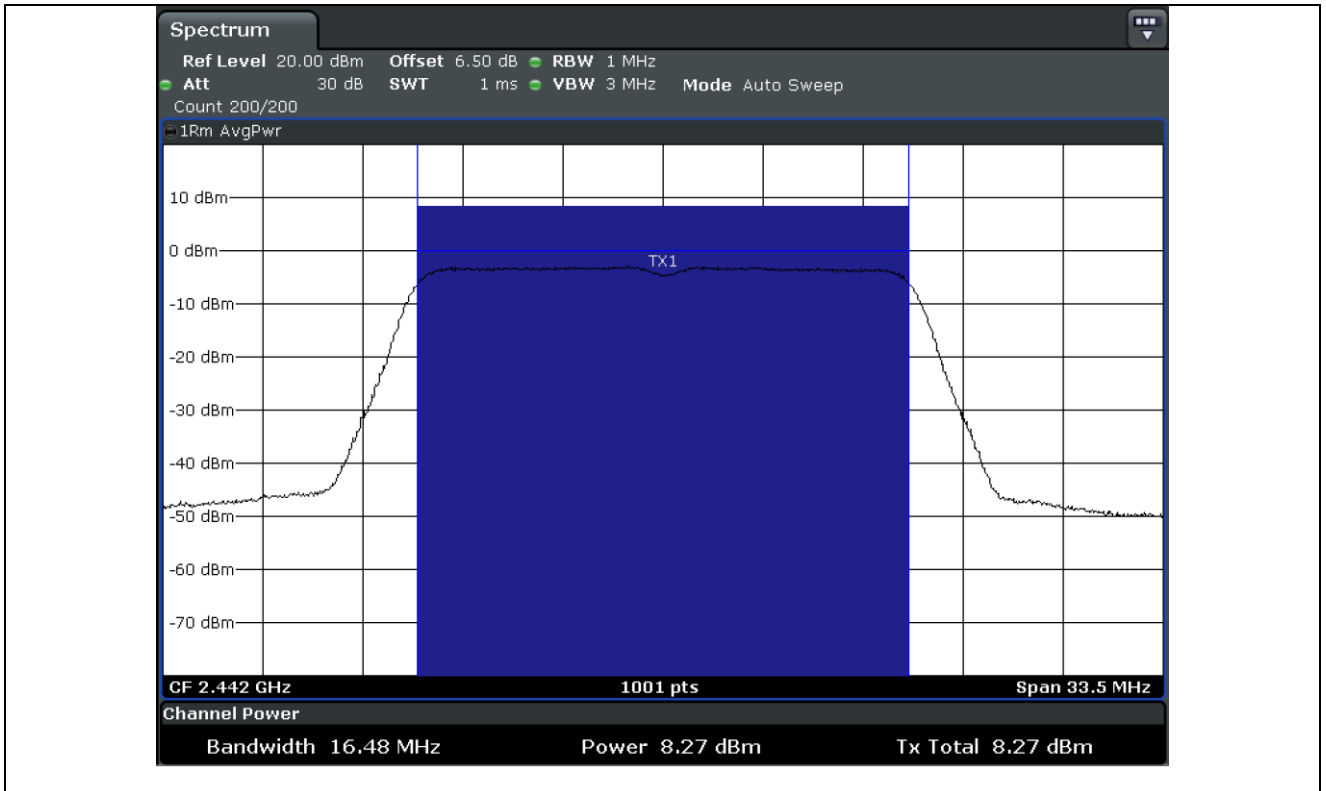 Spectrum
Ref Level 20.00 dBm Offset 6.50 dB RBW 1 MHz
Att 30 dB SWT 1 ms VBW 3 MHz Mode Auto Sweep
Count 200/200
1Rm AvgPwr
10 dBm
0 dBm
TX1
-10 dBm
-20 dBm
-30 dBm
-40 dBm
-50 dBm
-60 dBm
-70 dBm
CF 2.442 GHz 1001 pts Span 33.5 MHz
Channel Power
Bandwidth 16.48 MHz Power 8.27 dBm Tx Total 8.27 dBm